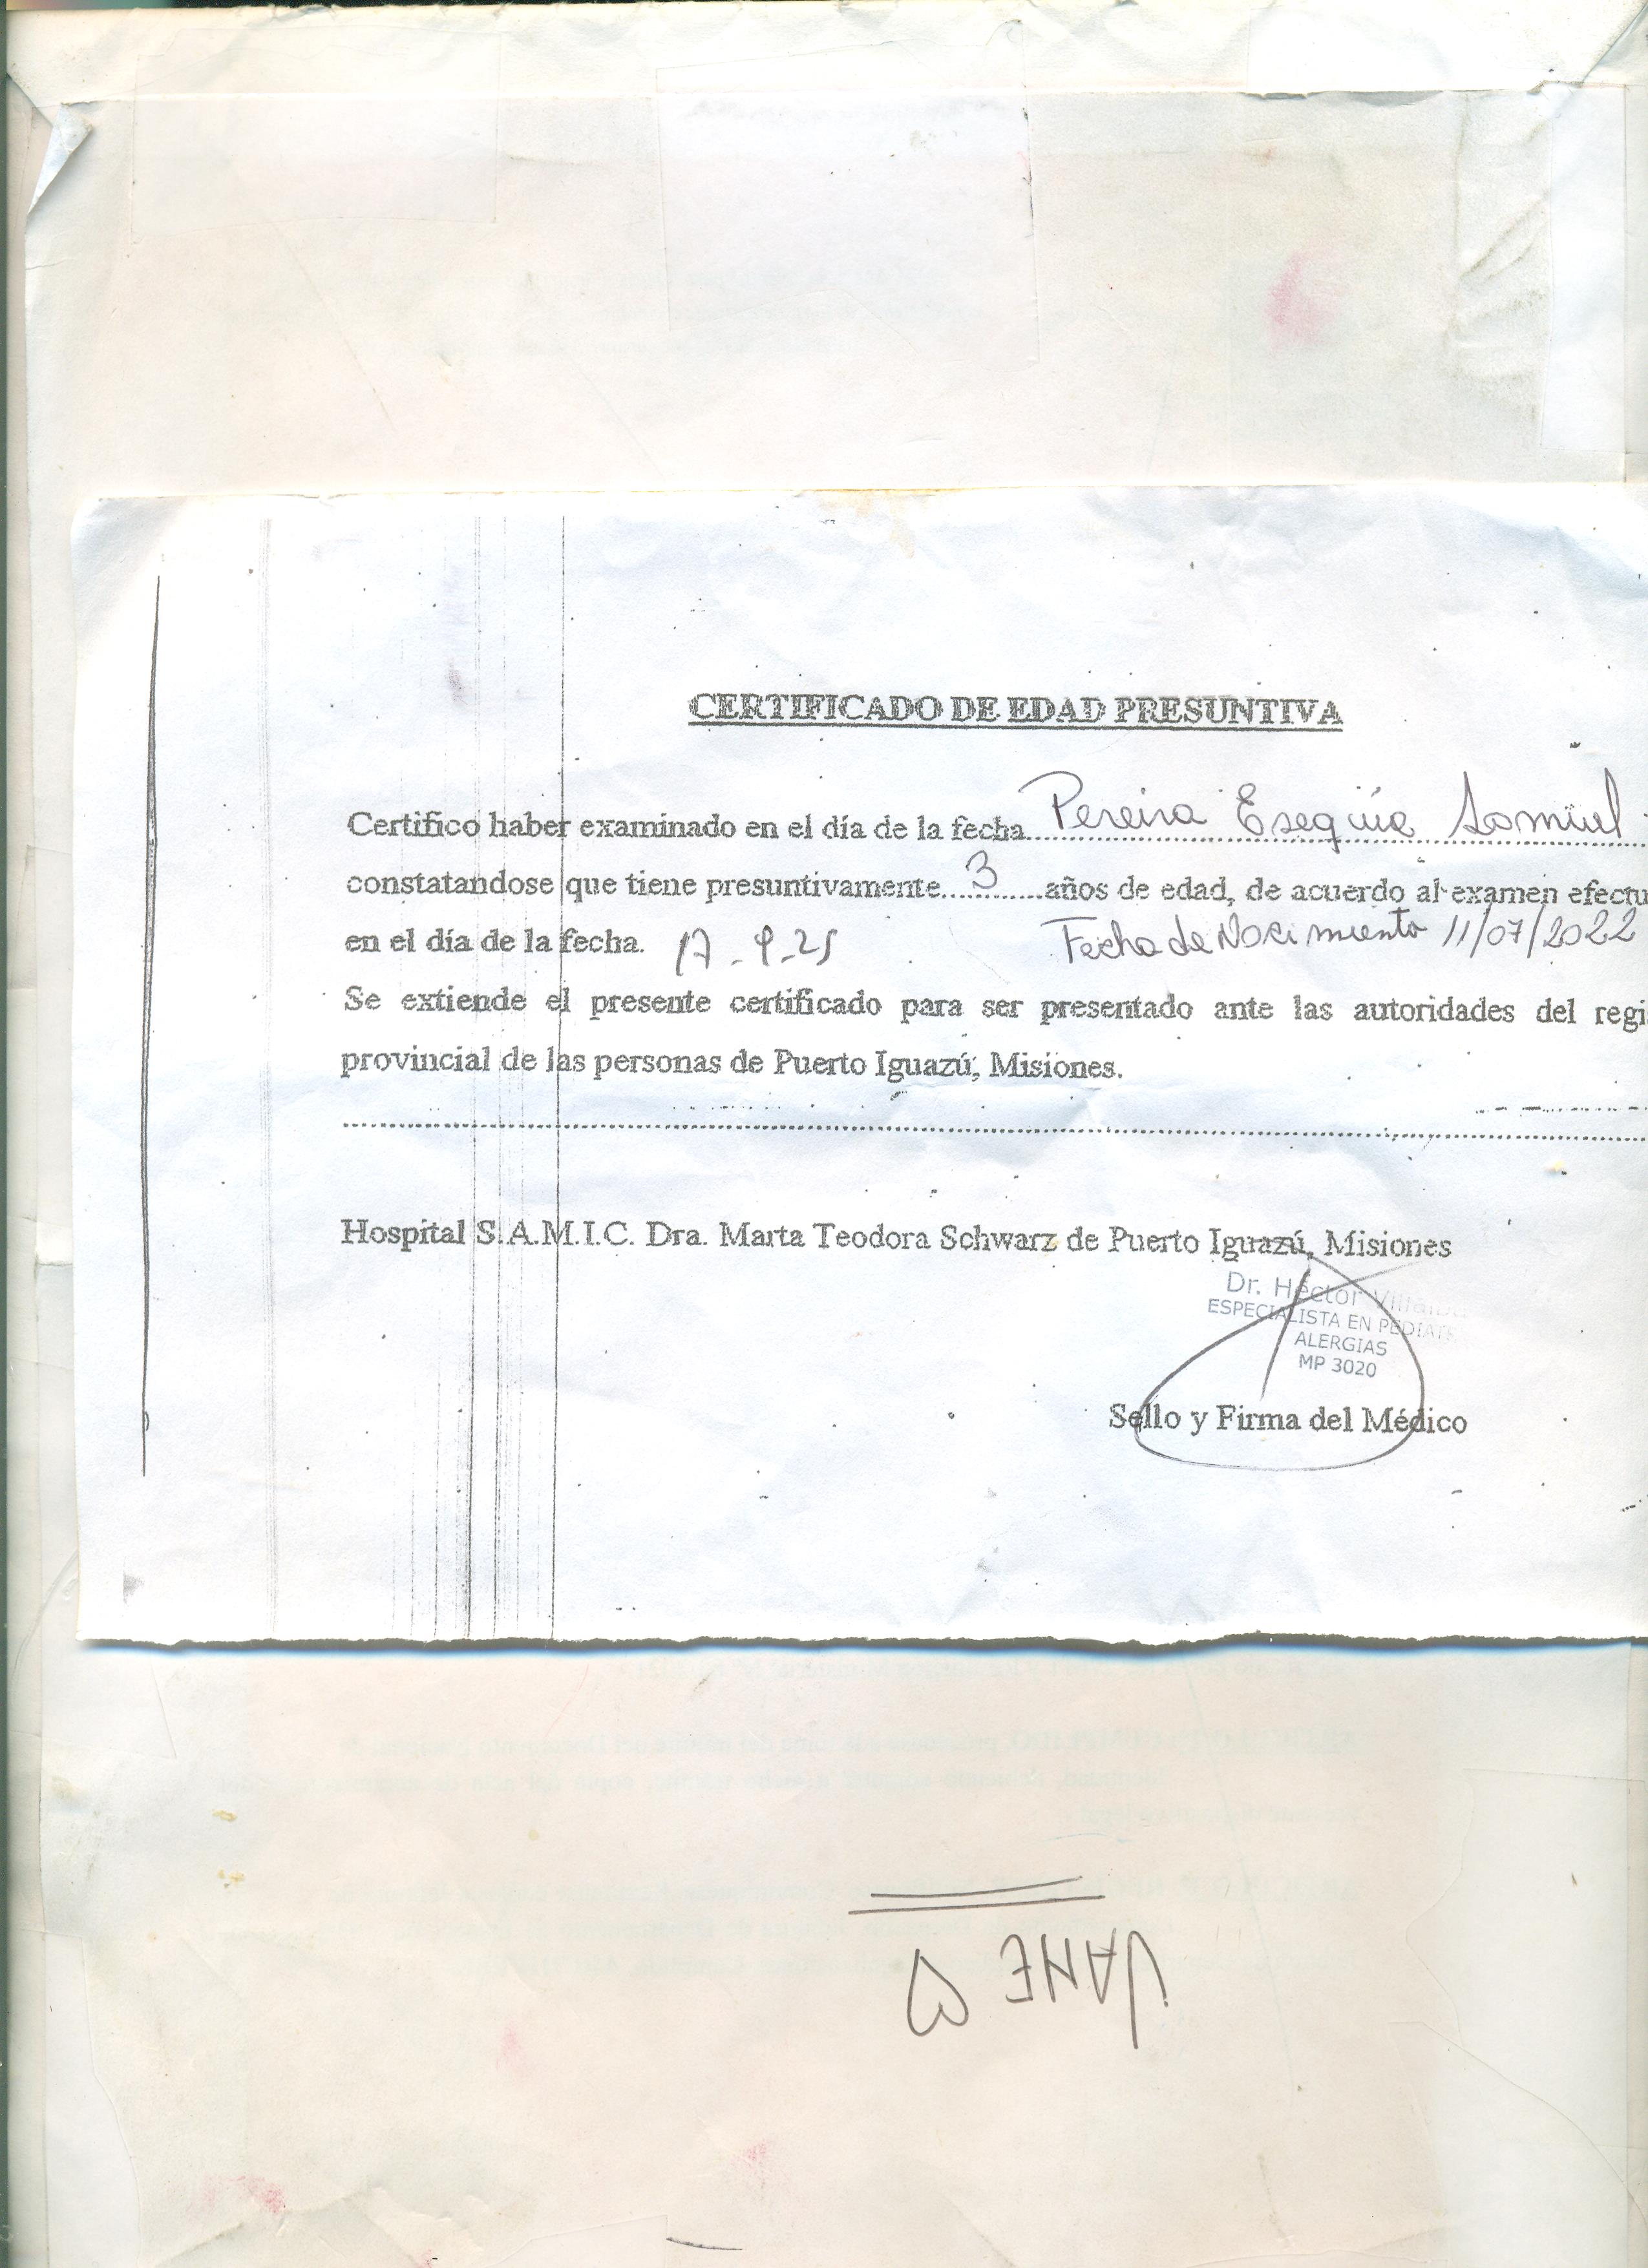 CERTIFICADO DE EDAD PRESUNTIVA
Certifico haber examinado en el día de la fecha Pereira Esequie Samiul
constatandose que tiene presuntivamente 3 años de edad, de acuerdo al examen efectu
en el día de la fecha. 17-9-25 Fecha de Nacimiento 11/07/2022
Se extiende el presente certificado para ser presentado ante las autoridades del regi
provincial de las personas de Puerto Iguazú, Misiones.
Hospital S.A.M.I.C. Dra. Marta Teodora Schwarz de Puerto Iguazú, Misiones
Dr. Héctor Villalba
ESPECIALISTA EN PEDIATR
ALERGIAS
MP 3020
Sello y Firma del Médico